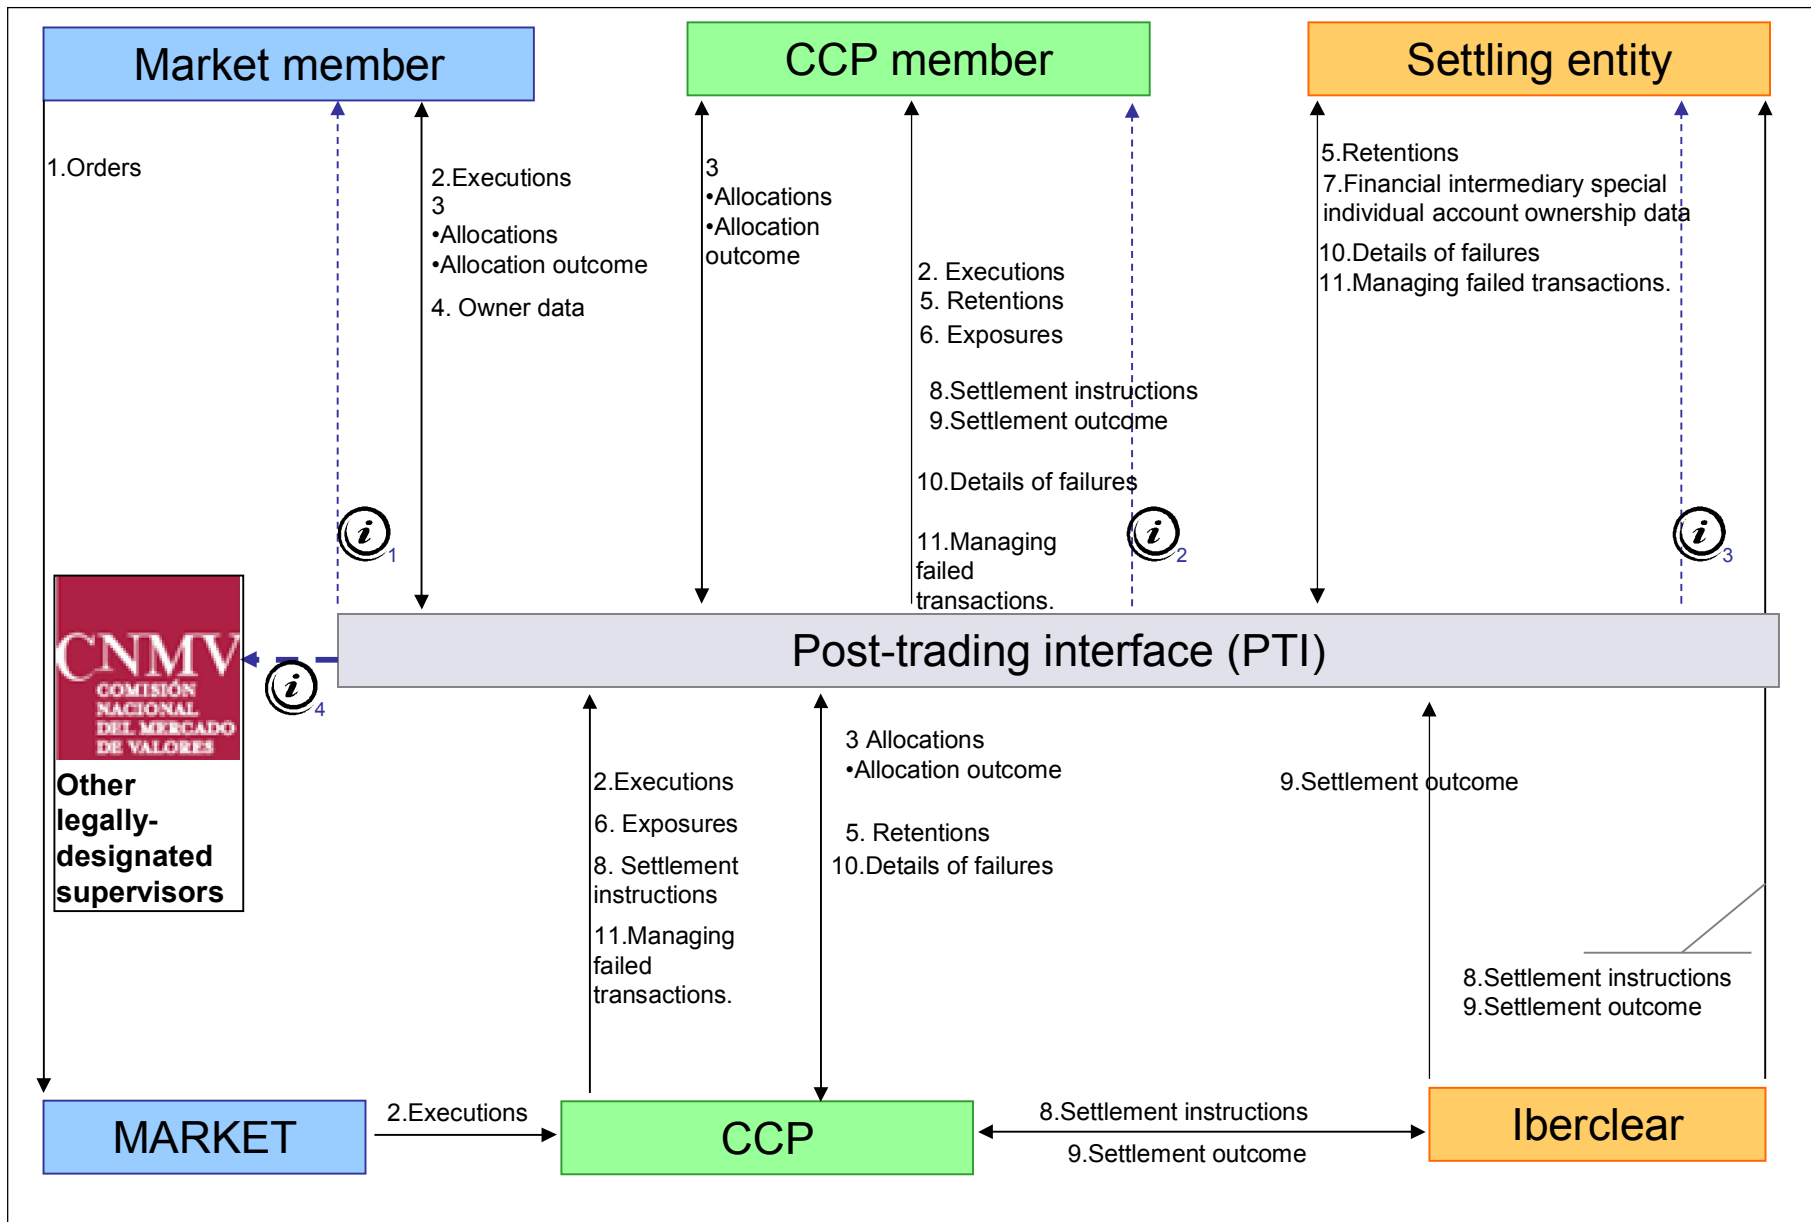 Market member
CCP member
Settling entity
1.Orders
2.Executions
3
•Allocations
•Allocation outcome
4. Owner data
3
•Allocations
•Allocation
outcome
2. Executions
5. Retentions
6. Exposures
8.Settlement instructions
9.Settlement outcome
10.Details of failures
11.Managing
failed
transactions.
5.Retentions
7.Financial intermediary special
individual account ownership data
10.Details of failures
11.Managing failed transactions.
i 1
i 2
i 3
Post-trading interface (PTI)
CNMV
COMISIÓN
NACIONAL
DEL MERCADO
DE VALORES
Other
legally-
designated
supervisors
i 4
2.Executions
6. Exposures
8. Settlement
instructions
11.Managing
failed
transactions.
3 Allocations
•Allocation outcome
5. Retentions
10.Details of failures
9.Settlement outcome
8.Settlement instructions
9.Settlement outcome
MARKET
2.Executions
CCP
8.Settlement instructions
9.Settlement outcome
Iberclear